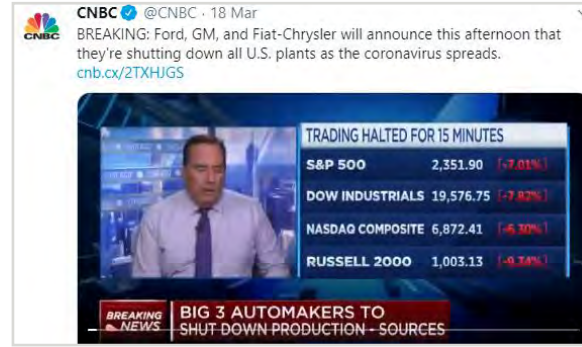 CNBC @CNBC · 18 Mar
CNBC
BREAKING: Ford, GM, and Fiat-Chrysler will announce this afternoon that
they're shutting down all U.S. plants as the coronavirus spreads.
cnb.cx/2TXHJGS
TRADING HALTED FOR 15 MINUTES
S&P 500 2,351.90 [-7.01%]
DOW INDUSTRIALS 19,576.75 [-7.82%]
NASDAQ COMPOSITE 6,872.41 [-6.30%]
RUSSELL 2000 1,003.13 [-9.34%]
BREAKING NEWS
BIG 3 AUTOMAKERS TO
SHUT DOWN PRODUCTION - SOURCES